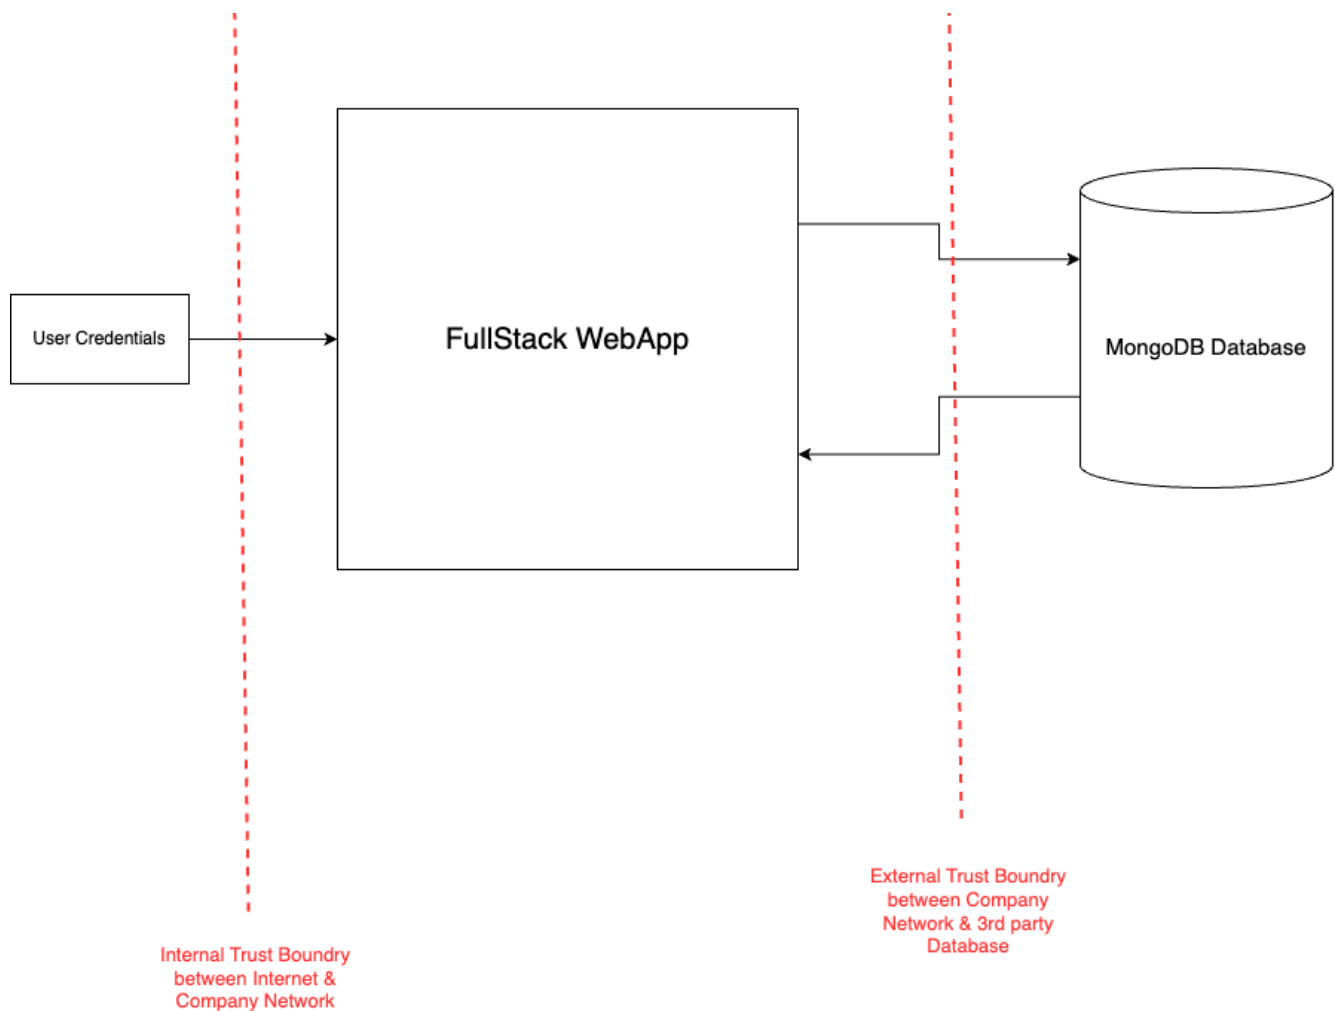 User Credentials
FullStack WebApp
MongoDB Database
External Trust Boundry
between Company
Network & 3rd party
Database
Internal Trust Boundry
between Internet &
Company Network